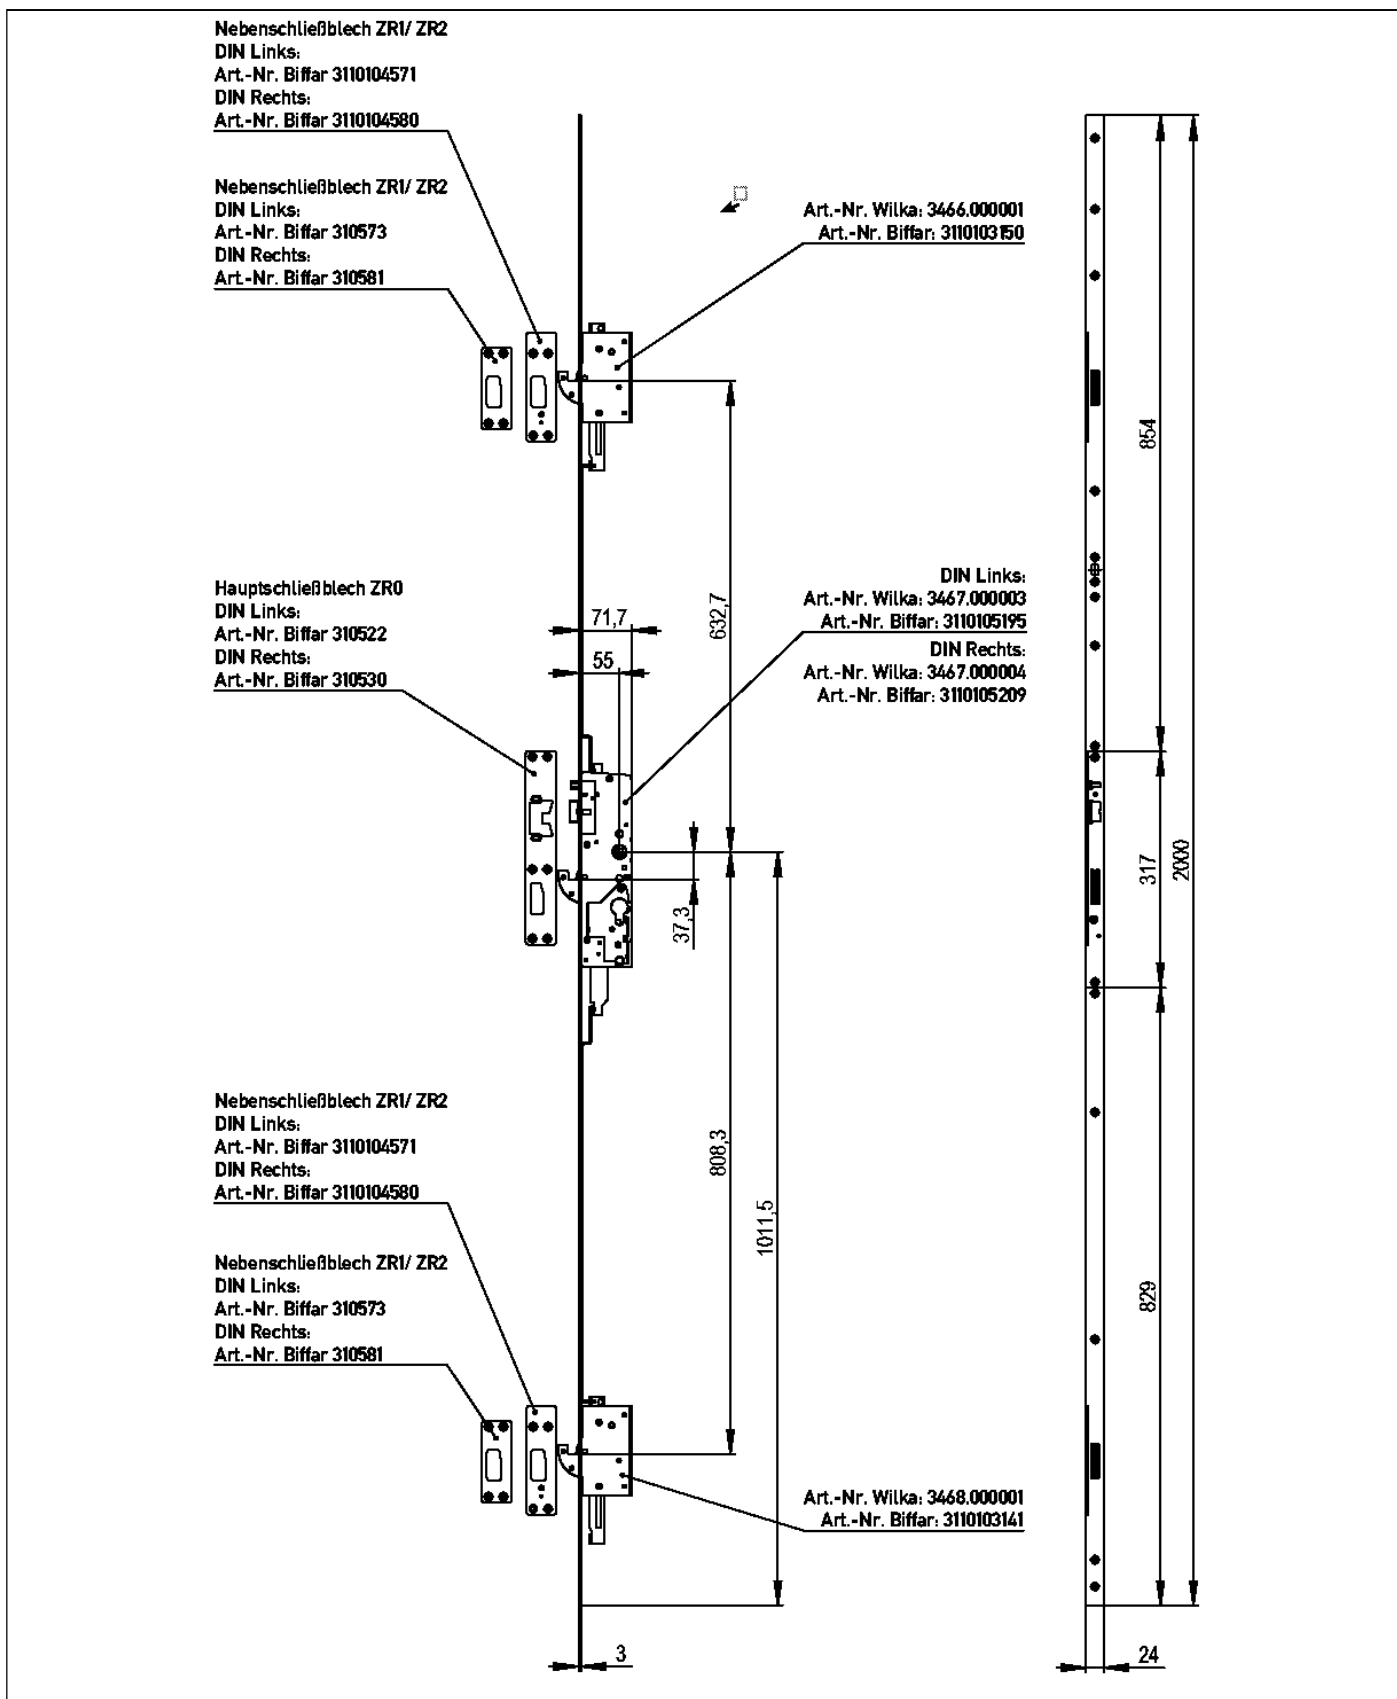 Nebenschließblech ZR1/ ZR2
DIN Links:
Art.-Nr. Biffar 3110104571
DIN Rechts:
Art.-Nr. Biffar 3110104580
Nebenschließblech ZR1/ ZR2
DIN Links:
Art.-Nr. Biffar 310573
DIN Rechts:
Art.-Nr. Biffar 310581
Art.-Nr. Wilka: 3466.000001
Art.-Nr. Biffar: 3110103150
854
Hauptschließblech ZR0
DIN Links:
Art.-Nr. Biffar 310522
DIN Rechts:
Art.-Nr. Biffar 310530
71,7
55
632,7
DIN Links:
Art.-Nr. Wilka: 3467.000003
Art.-Nr. Biffar: 3110105195
DIN Rechts:
Art.-Nr. Wilka: 3467.000004
Art.-Nr. Biffar: 3110105209
37,3
317
2000
Nebenschließblech ZR1/ ZR2
DIN Links:
Art.-Nr. Biffar 3110104571
DIN Rechts:
Art.-Nr. Biffar 3110104580
808,3
1011,5
Nebenschließblech ZR1/ ZR2
DIN Links:
Art.-Nr. Biffar 310573
DIN Rechts:
Art.-Nr. Biffar 310581
829
Art.-Nr. Wilka: 3468.000001
Art.-Nr. Biffar: 3110103141
3
24